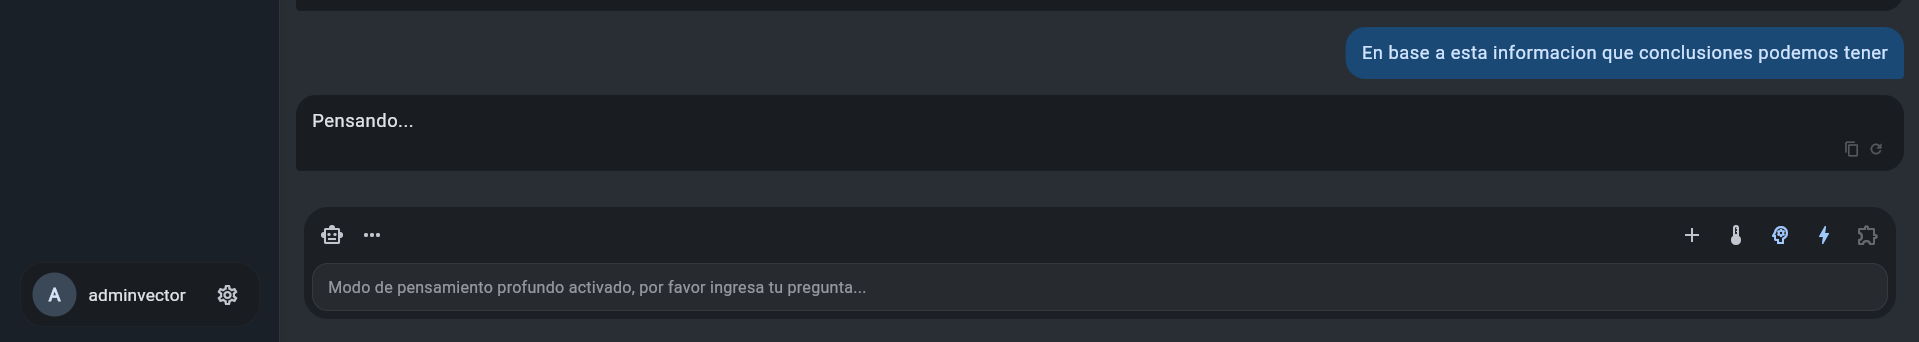 En base a esta informacion que conclusiones podemos tener
Pensando...
Modo de pensamiento profundo activado, por favor ingresa tu pregunta...
A adminvector